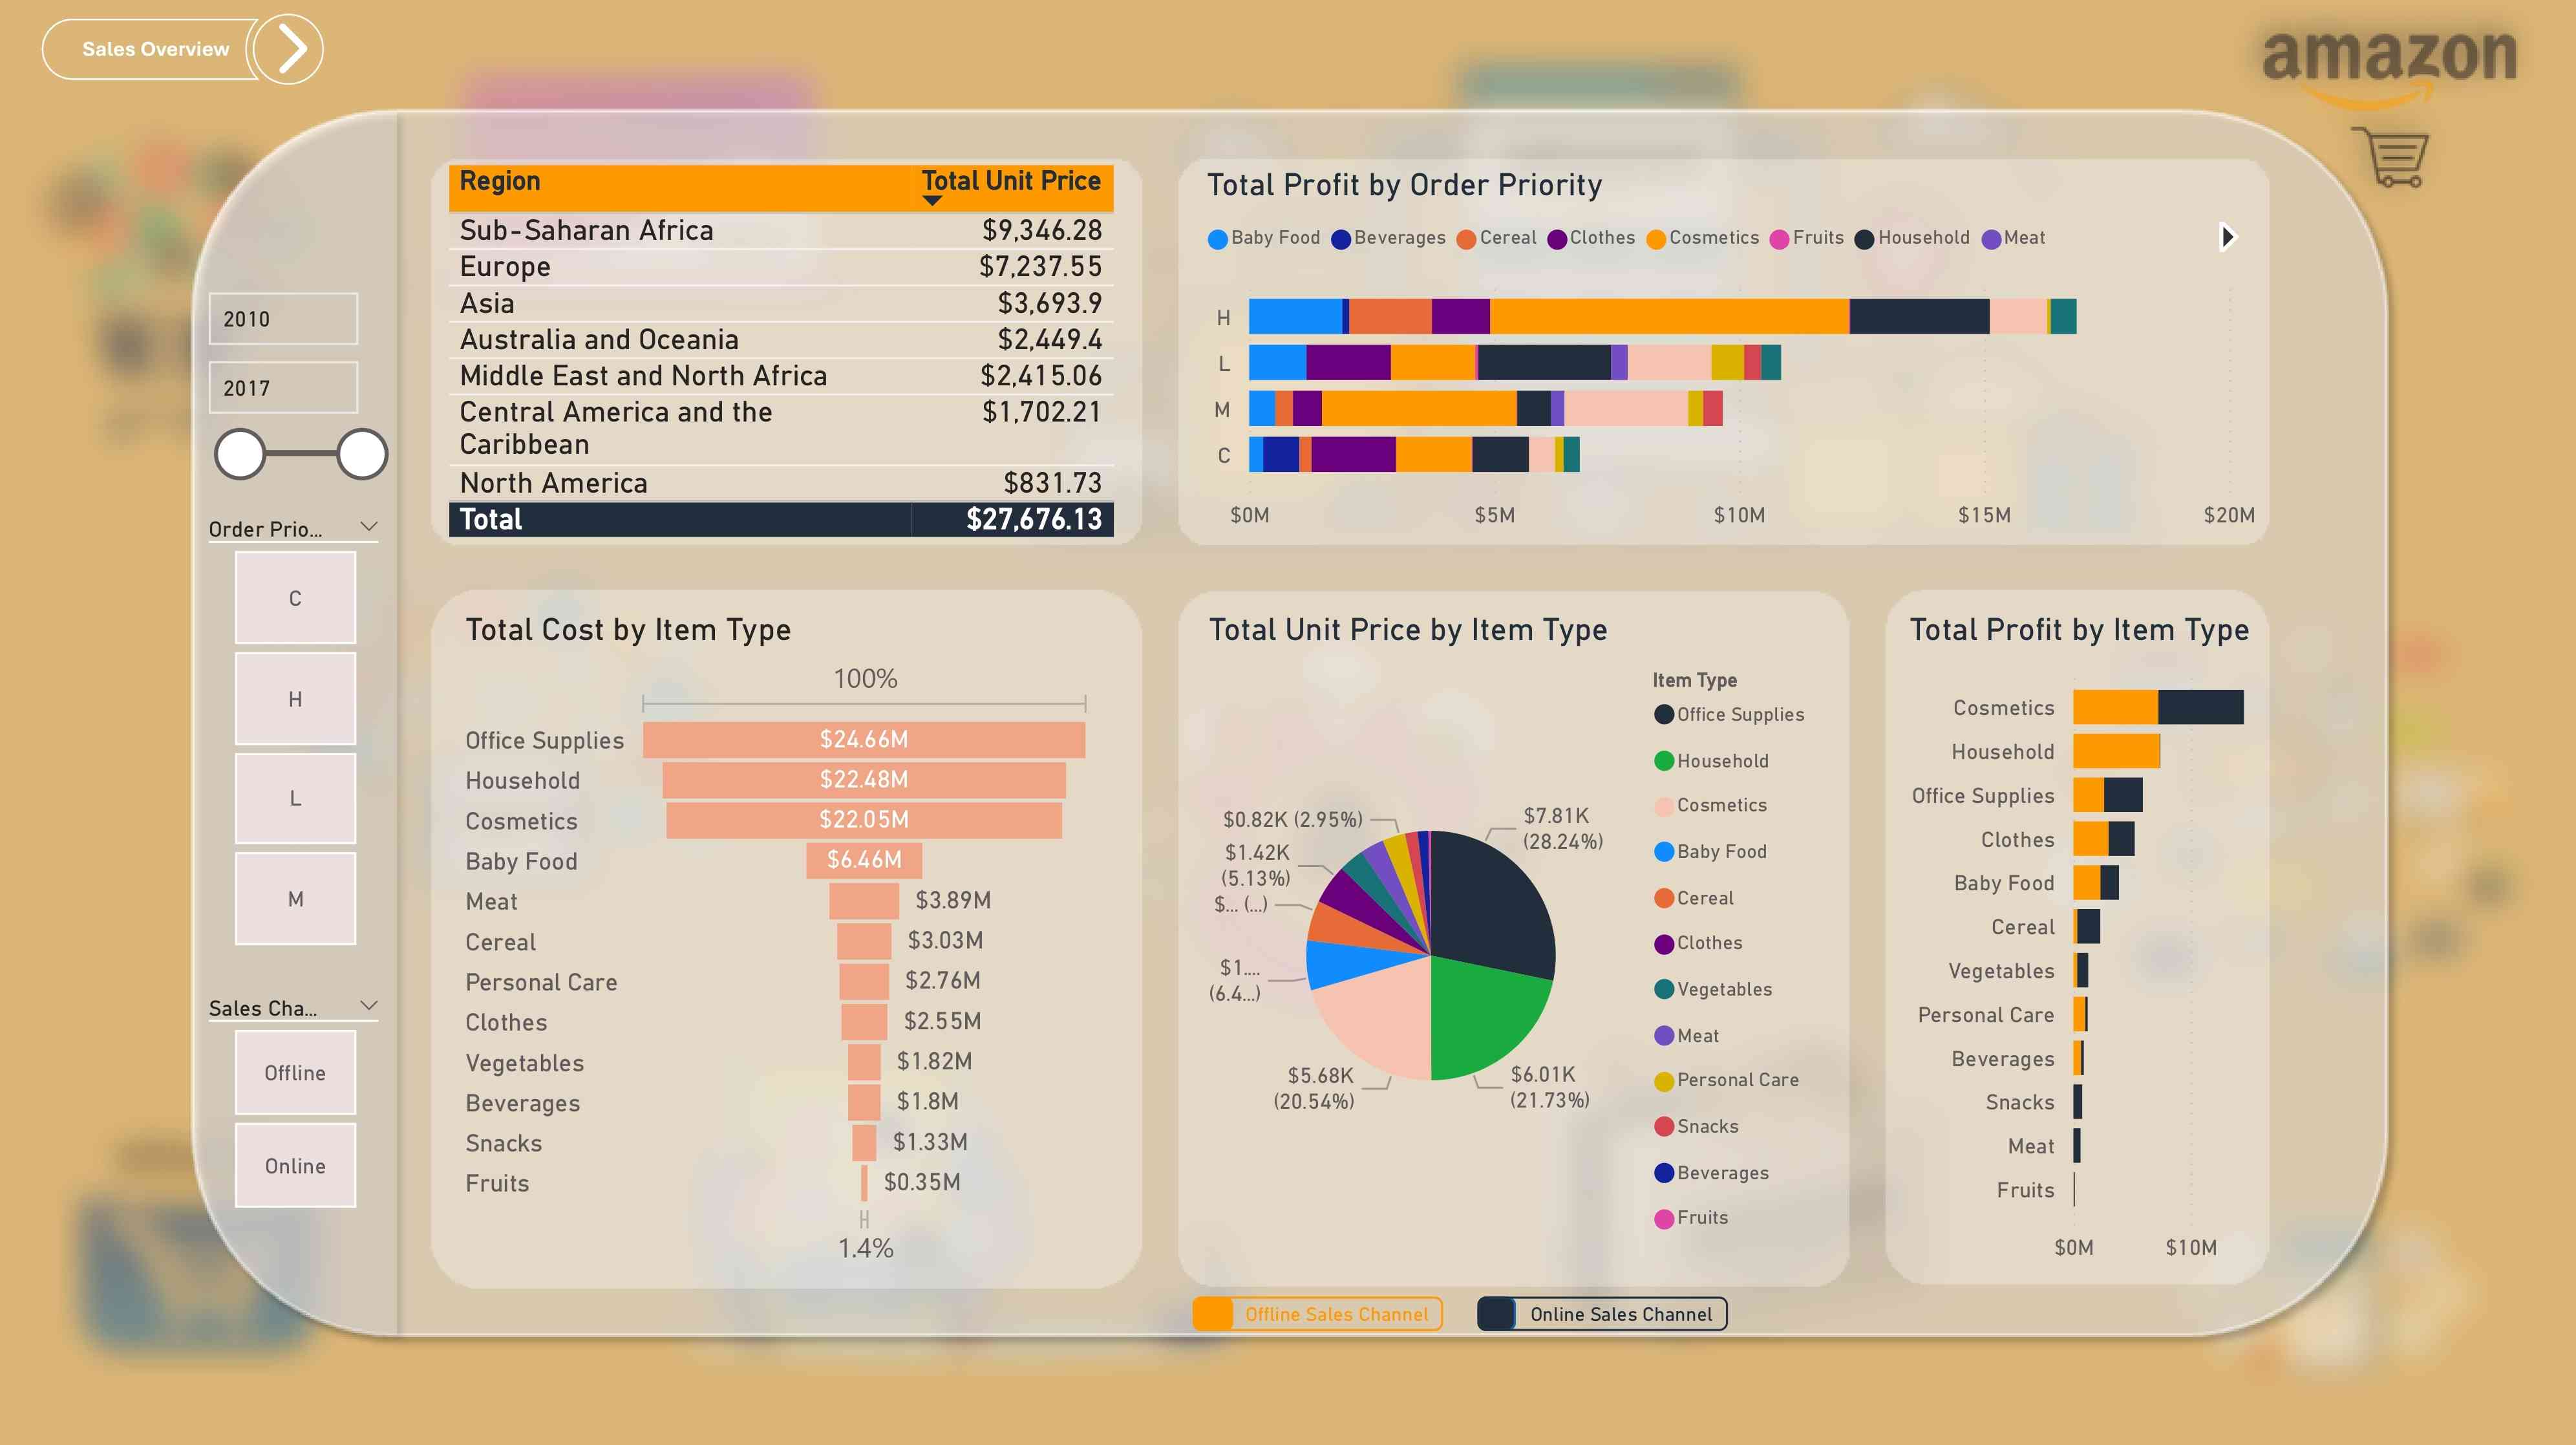 Sales Overview
amazon
2010
2017
Order Prio...
C
H
L
M
Sales Cha...
Offline
Online
Region Total Unit Price
Sub-Saharan Africa $9,346.28
Europe $7,237.55
Asia $3,693.9
Australia and Oceania $2,449.4
Middle East and North Africa $2,415.06
Central America and the $1,702.21
Caribbean
North America $831.73
Total $27,676.13
Total Profit by Order Priority
Baby Food Beverages Cereal Clothes Cosmetics Fruits Household Meat
H
L
M
C
$0M $5M $10M $15M $20M
Total Cost by Item Type
100%
Office Supplies $24.66M
Household $22.48M
Cosmetics $22.05M
Baby Food $6.46M
Meat $3.89M
Cereal $3.03M
Personal Care $2.76M
Clothes $2.55M
Vegetables $1.82M
Beverages $1.8M
Snacks $1.33M
Fruits $0.35M
1.4%
Total Unit Price by Item Type
$0.82K (2.95%)
$1.42K
(5.13%)
$... (...)
$1....
(6.4...)
$5.68K
(20.54%)
$7.81K
(28.24%)
$6.01K
(21.73%)
Item Type
Office Supplies
Household
Cosmetics
Baby Food
Cereal
Clothes
Vegetables
Meat
Personal Care
Snacks
Beverages
Fruits
Total Profit by Item Type
Cosmetics
Household
Office Supplies
Clothes
Baby Food
Cereal
Vegetables
Personal Care
Beverages
Snacks
Meat
Fruits
$0M $10M
Offline Sales Channel Online Sales Channel